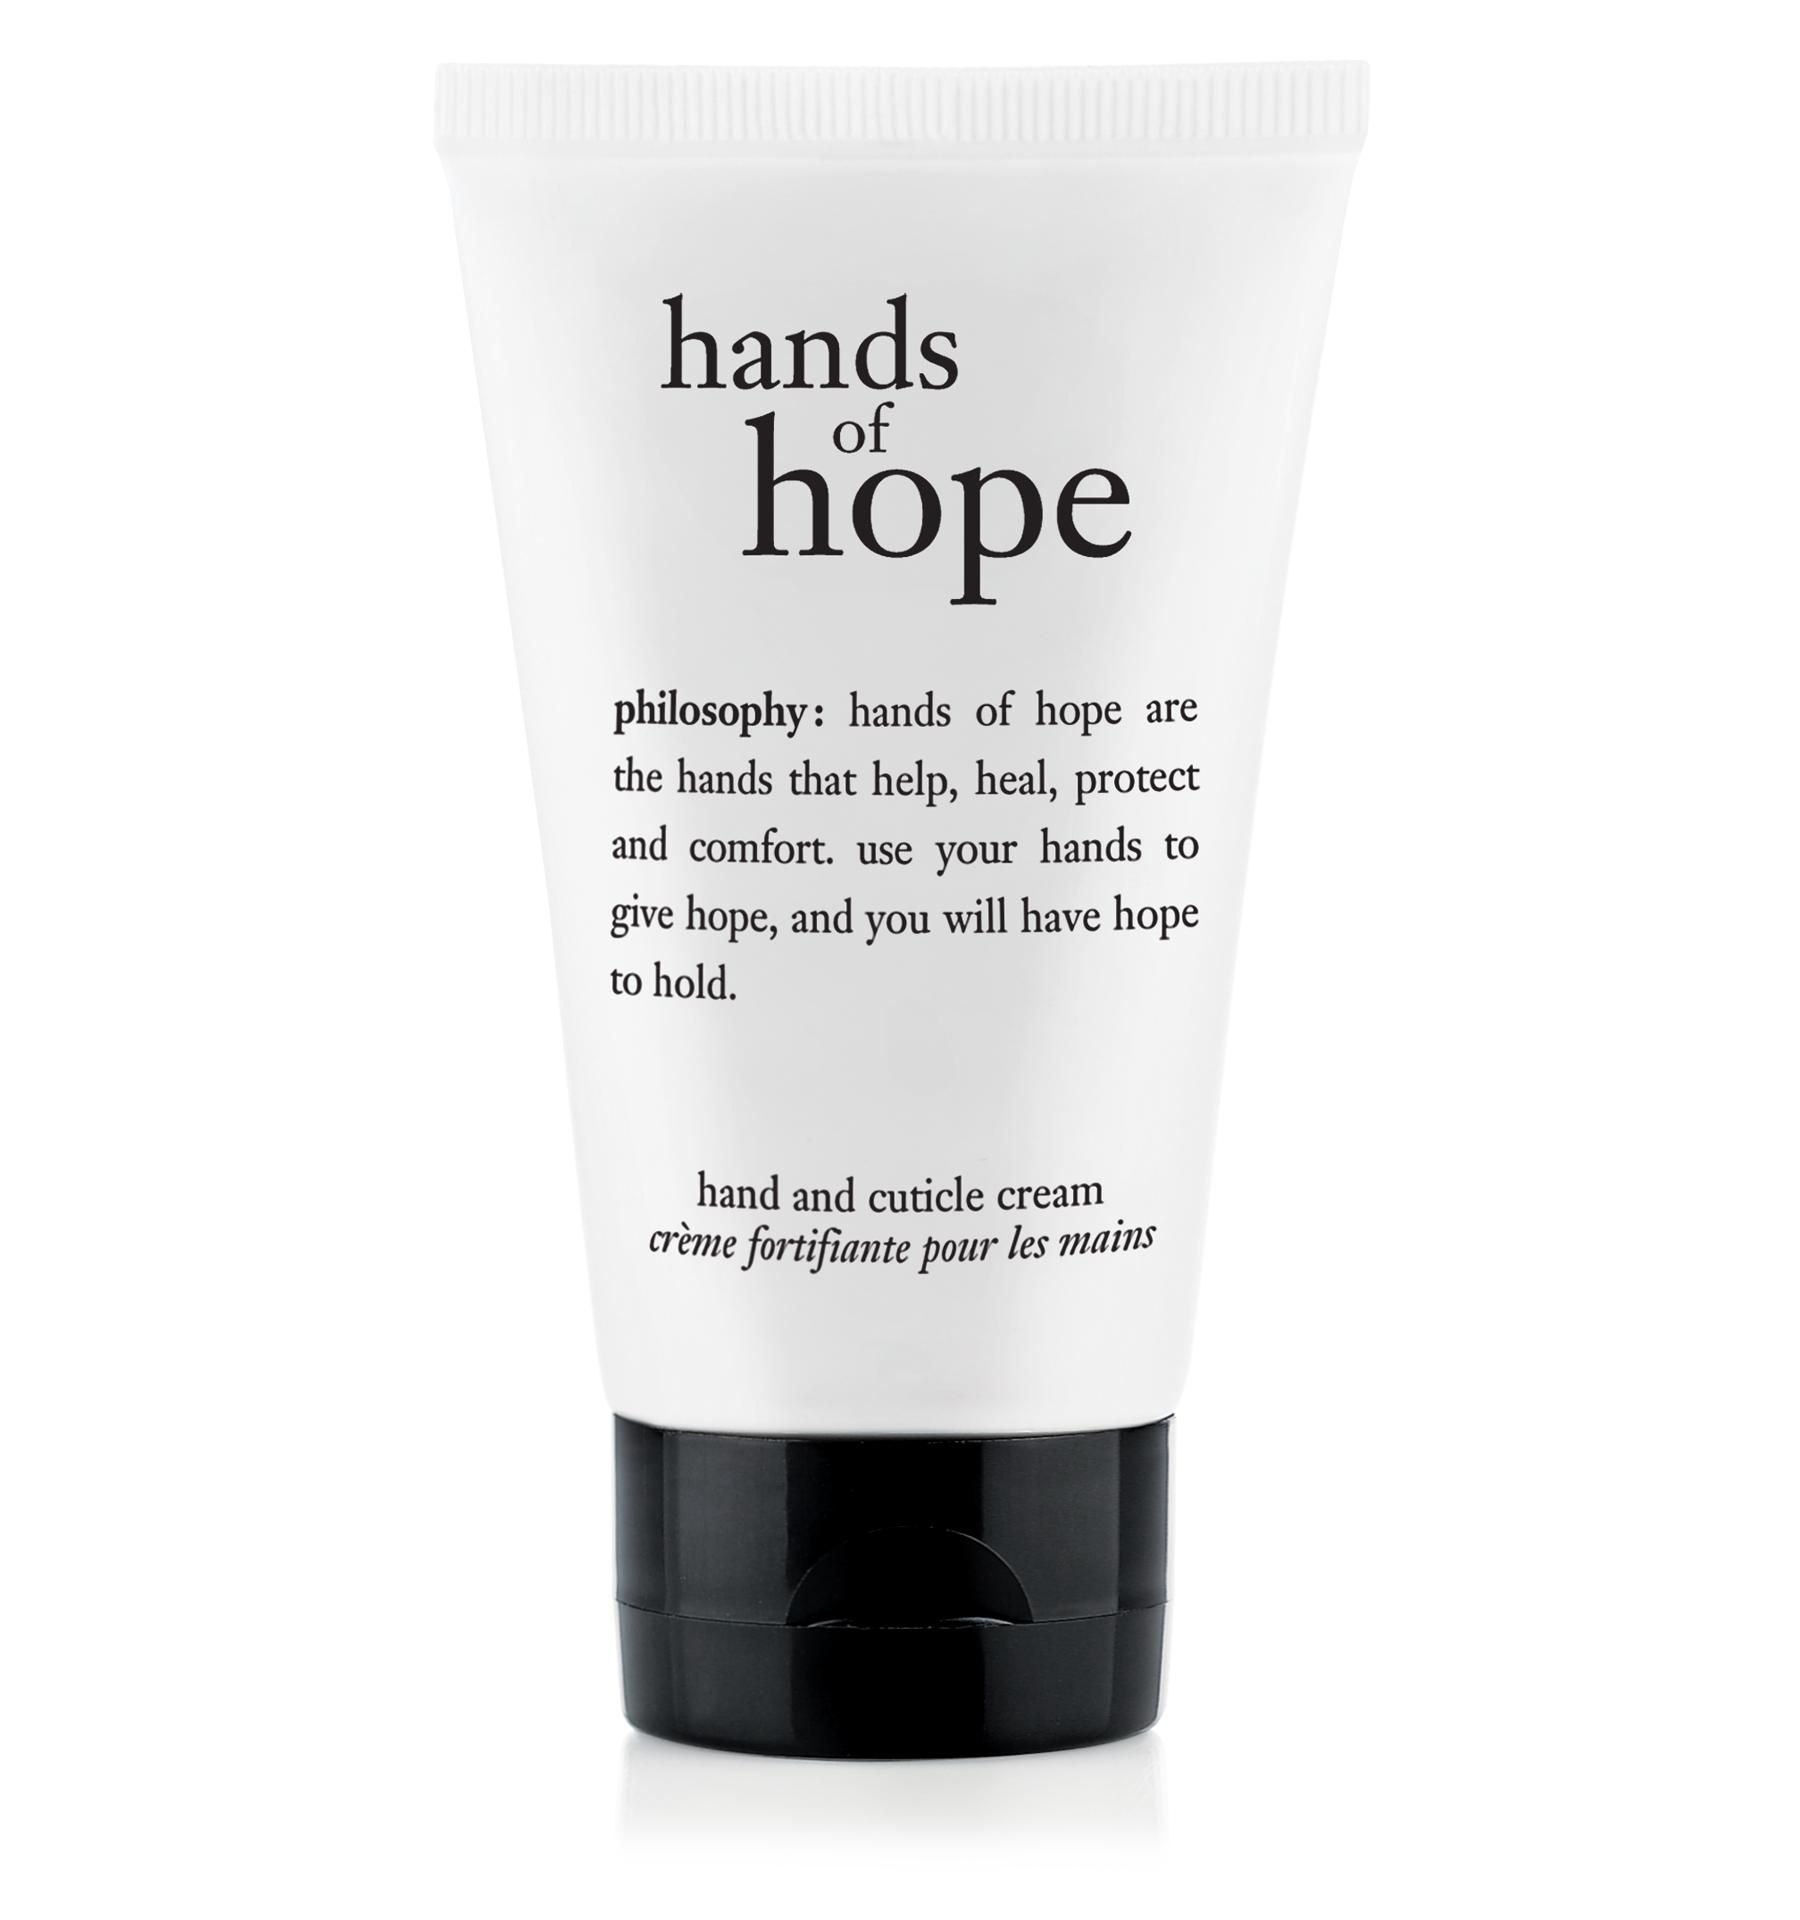 hands
of
hope
philosophy: hands of hope are
the hands that help, heal, protect
and comfort. use your hands to
give hope, and you will have hope
to hold.
hand and cuticle cream
crème fortifiante pour les mains